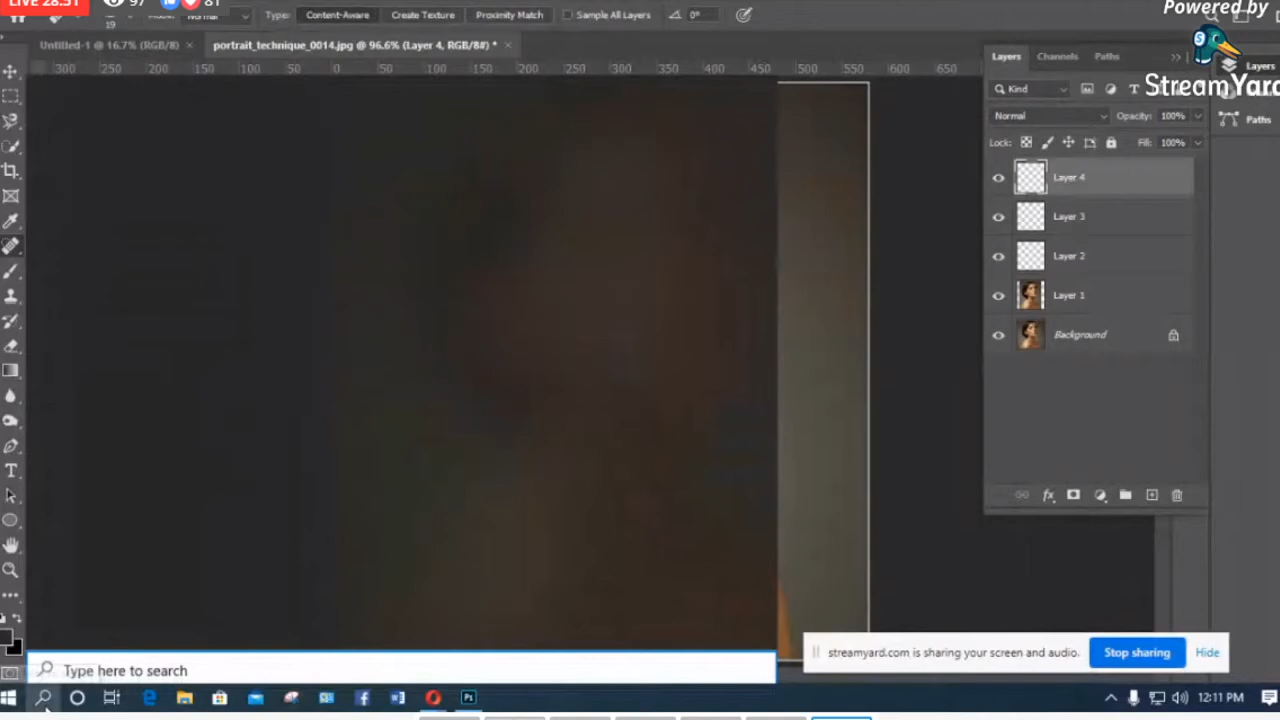 LIVE 28:51 97 81
Powered by
StreamYard
19 Normal Type: Content-Aware Create Texture Proximity Match Sample All Layers 0°
Untitled-1 @ 16.7% (RGB/8) × portrait_technique_0014.jpg @ 96.6% (Layer 4, RGB/8#) * ×
300 250 200 150 100 50 0 50 100 150 200 250 300 350 400 450 500 550 600 650
Layers Channels Paths
Layers
Paths
Kind
Normal Opacity: 100%
Lock: Fill: 100%
Layer 4
Layer 3
Layer 2
Layer 1
Background
Type here to search
streamyard.com is sharing your screen and audio. Stop sharing Hide
12:11 PM